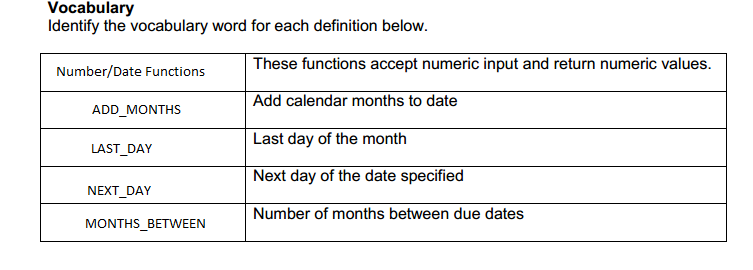 Vocabulary
Identify the vocabulary word for each definition below.
Number/Date Functions
These functions accept numeric input and return numeric values.
ADD_MONTHS
Add calendar months to date
LAST_DAY
Last day of the month
NEXT_DAY
Next day of the date specified
MONTHS_BETWEEN
Number of months between due dates